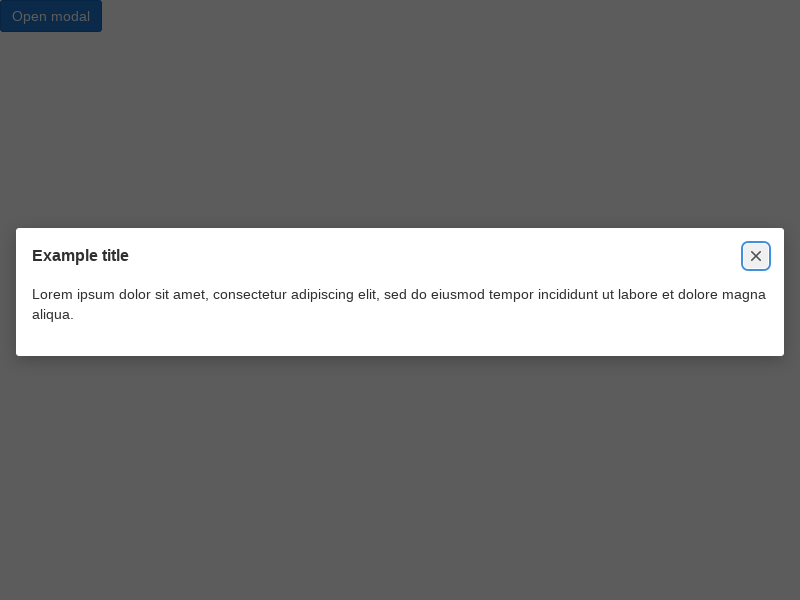 Open modal
Example title
Lorem ipsum dolor sit amet, consectetur adipiscing elit, sed do eiusmod tempor incididunt ut labore et dolore magna
aliqua.